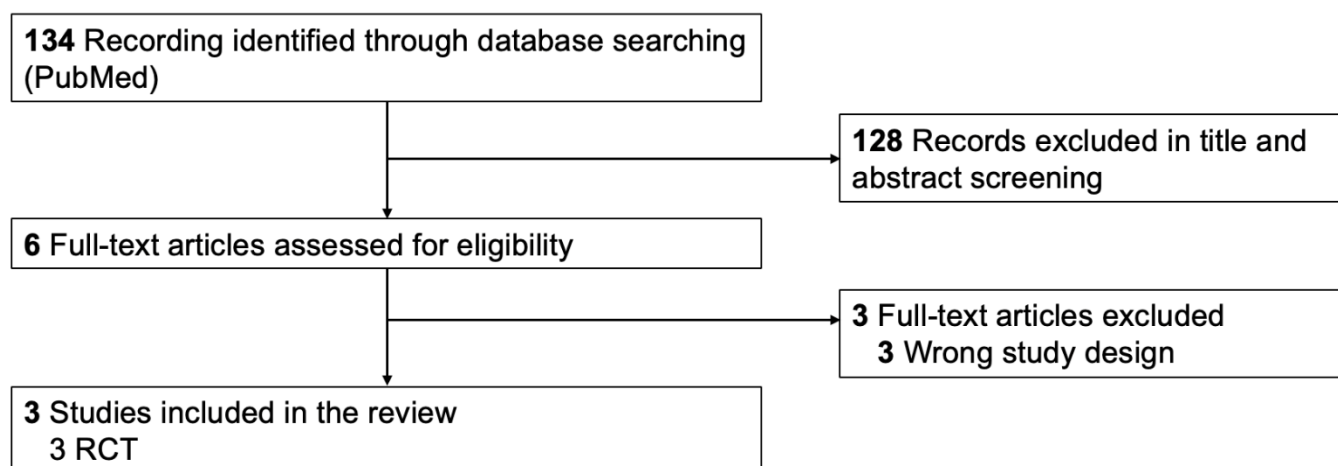 134 Recording identified through database searching
(PubMed)
128 Records excluded in title and
abstract screening
6 Full-text articles assessed for eligibility
3 Full-text articles excluded
3 Wrong study design
3 Studies included in the review
3 RCT